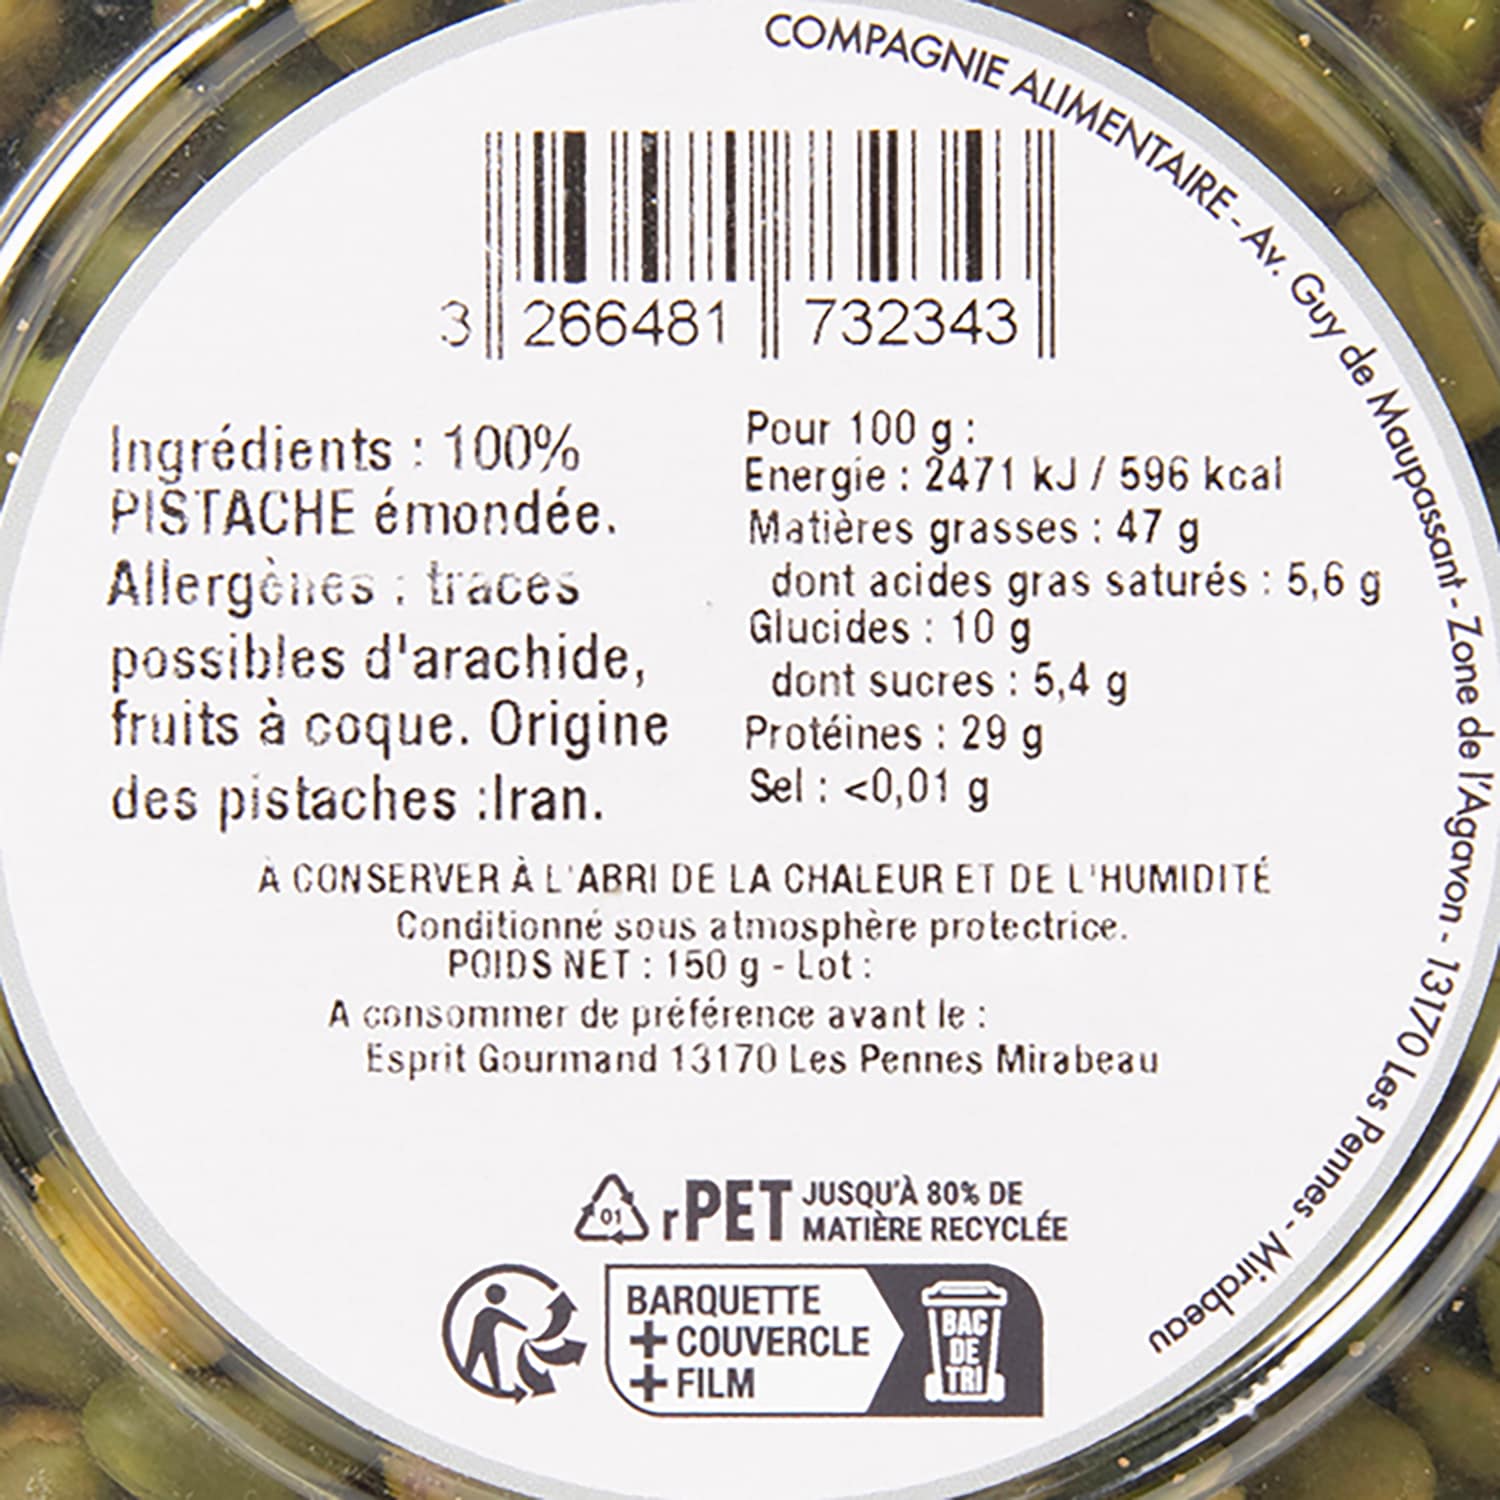 COMPAGNIE ALIMENTAIRE - Av. Guy de Maupassant - Zone de l'Agavon - 13170 Les Pennes - Mirabeau
3 266481 732343
Ingrédients : 100%
PISTACHE émondée.
Allergènes : traces
possibles d'arachide,
fruits à coque. Origine
des pistaches :Iran.
Pour 100 g :
Energie : 2471 kJ / 596 kcal
Matières grasses : 47 g
dont acides gras saturés : 5,6 g
Glucides : 10 g
dont sucres : 5,4 g
Protéines : 29 g
Sel : <0,01 g
À CONSERVER À L'ABRI DE LA CHALEUR ET DE L'HUMIDITÉ
Conditionné sous atmosphère protectrice.
POIDS NET : 150 g - Lot :
A consommer de préférence avant le :
Esprit Gourmand 13170 Les Pennes Mirabeau
01 rPET JUSQU'À 80% DE
MATIÈRE RECYCLÉE
BARQUETTE
+ COUVERCLE
+ FILM
BAC
DE
TRI